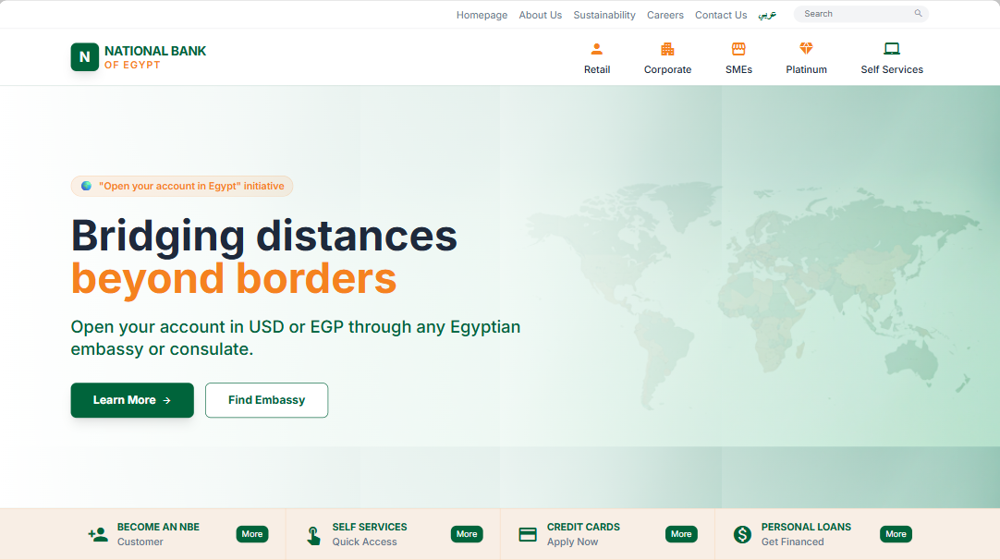 Homepage About Us Sustainability Careers Contact Us عربي Search
N NATIONAL BANK
OF EGYPT
Retail Corporate SMEs Platinum Self Services
"Open your account in Egypt" initiative
Bridging distances
beyond borders
Open your account in USD or EGP through any Egyptian
embassy or consulate.
Learn More → Find Embassy
BECOME AN NBE
Customer
More
SELF SERVICES
Quick Access
More
CREDIT CARDS
Apply Now
More
PERSONAL LOANS
Get Financed
More